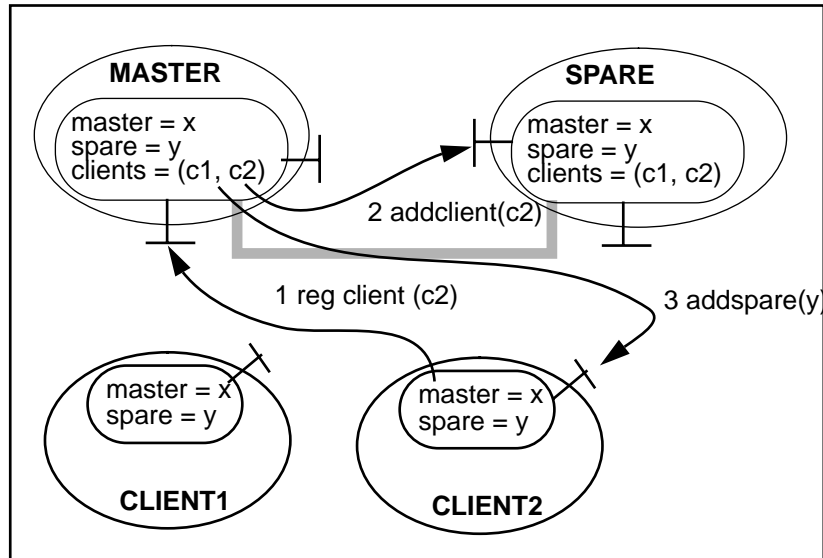 MASTER
master = x
spare = y
clients = (c1, c2)
SPARE
master = x
spare = y
clients = (c1, c2)
2 addclient(c2)
1 reg client (c2)
3 addspare(y)
master = x
spare = y
CLIENT1
master = x
spare = y
CLIENT2